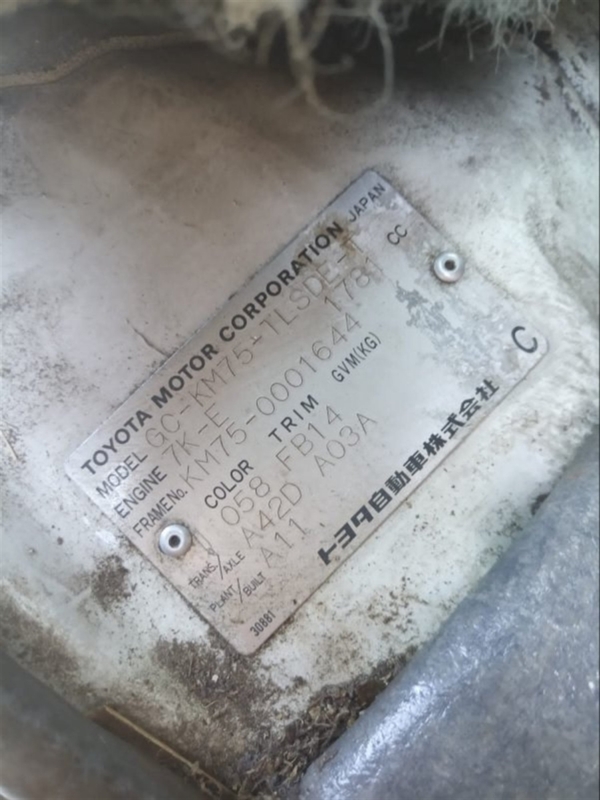 TOYOTA MOTOR CORPORATION JAPAN
MODEL GC-KM75-TLSDE-T
ENGINE 7K-E 178 CC
FRAME No. KM75-0001644
COLOR TRIM GVM(KG)
058 FB14
TRANS./AXLE A42D A03A
PLANT/BUILT A11
トヨタ自動車株式会社
30881 C